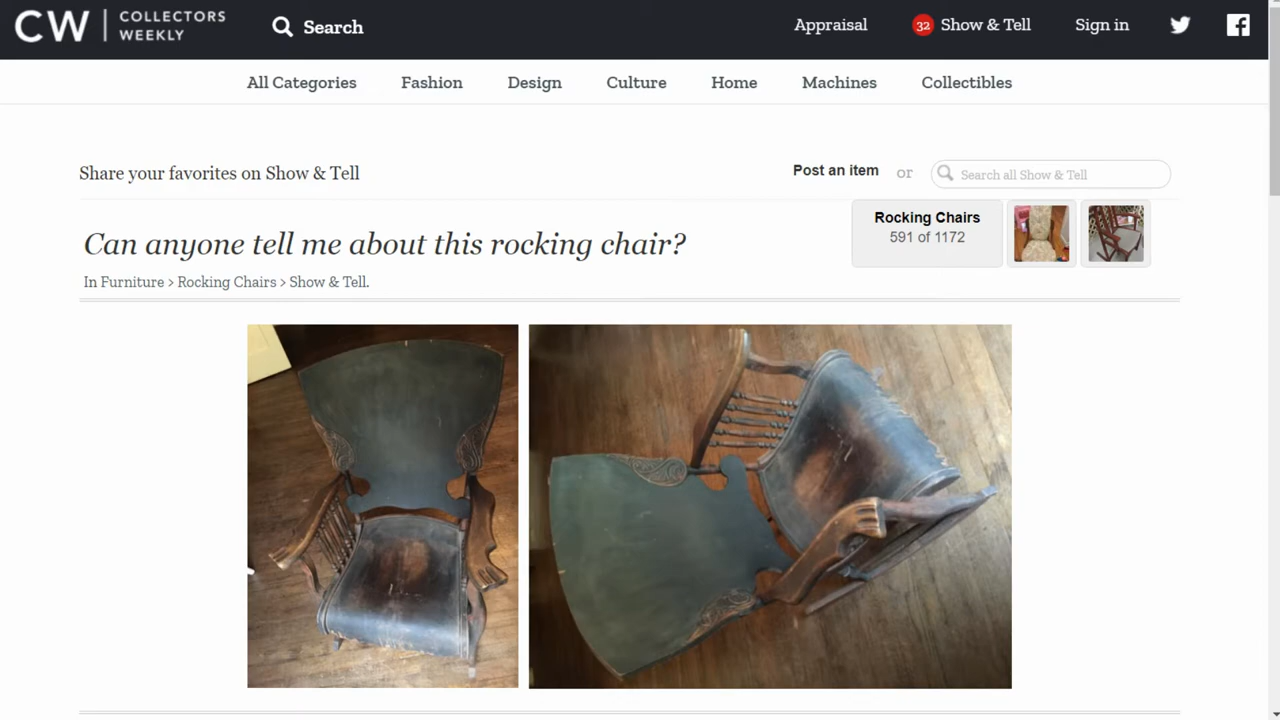 CW | COLLECTORS WEEKLY
Search
Appraisal
32 Show & Tell
Sign in
All Categories
Fashion
Design
Culture
Home
Machines
Collectibles
Share your favorites on Show & Tell
Post an item or
Search all Show & Tell
Rocking Chairs
591 of 1172
Can anyone tell me about this rocking chair?
In Furniture > Rocking Chairs > Show & Tell.